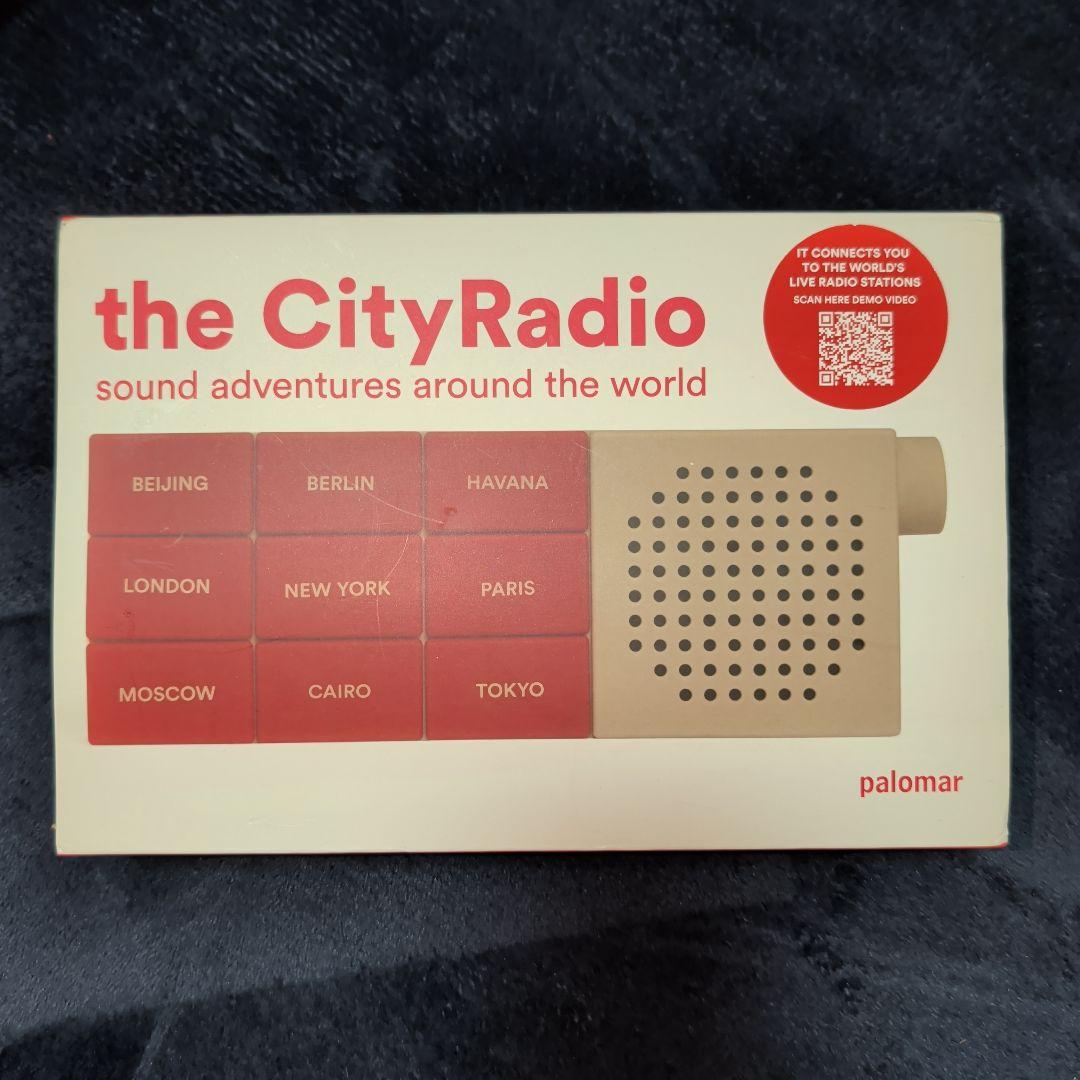 the CityRadio
sound adventures around the world
IT CONNECTS YOU
TO THE WORLD'S
LIVE RADIO STATIONS
SCAN HERE DEMO VIDEO
BEIJING
BERLIN
HAVANA
LONDON
NEW YORK
PARIS
MOSCOW
CAIRO
TOKYO
palomar